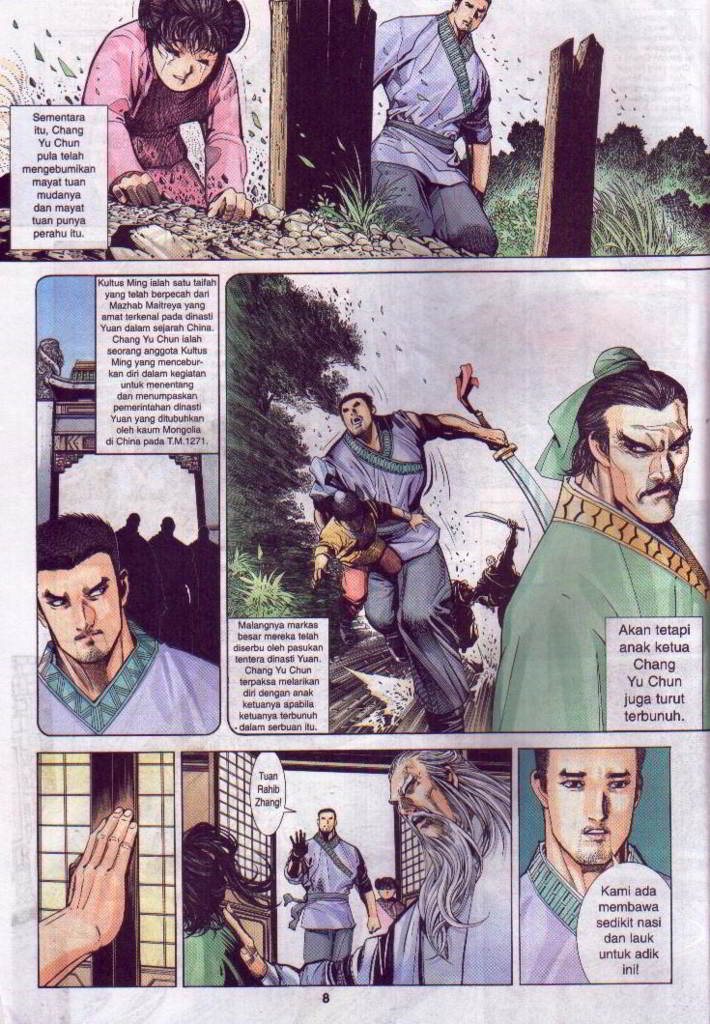 Sementara
itu, Chang
Yu Chun
pula telah
mengebumikan
mayat tuan
mudanya
dan mayat
tuan punya
perahu itu.
Kultus Ming ialah satu taifah
yang telah berpecah dari
Mazhab Maitreya yang
amat terkenal pada dinasti
Yuan dalam sejarah China.
Chang Yu Chun ialah
seorang anggota Kultus
Ming yang mencebur-
kan diri dalam kegiatan
untuk menentang
dan menumpaskan
pemerintahan dinasti
Yuan yang ditubuhkan
oleh kaum Mongolia
di China pada T.M.1271.
Malangnya markas
besar mereka telah
diserbu oleh pasukan
tentera dinasti Yuan.
Chang Yu Chun
terpaksa melarikan
diri dengan anak
ketuanya apabila
ketuanya terbunuh
dalam serbuan itu.
Akan tetapi
anak ketua
Chang
Yu Chun
juga turut
terbunuh.
Tuan
Rahib
Zhang!
Kami ada
membawa
sedikit nasi
dan lauk
untuk adik
ini!
8